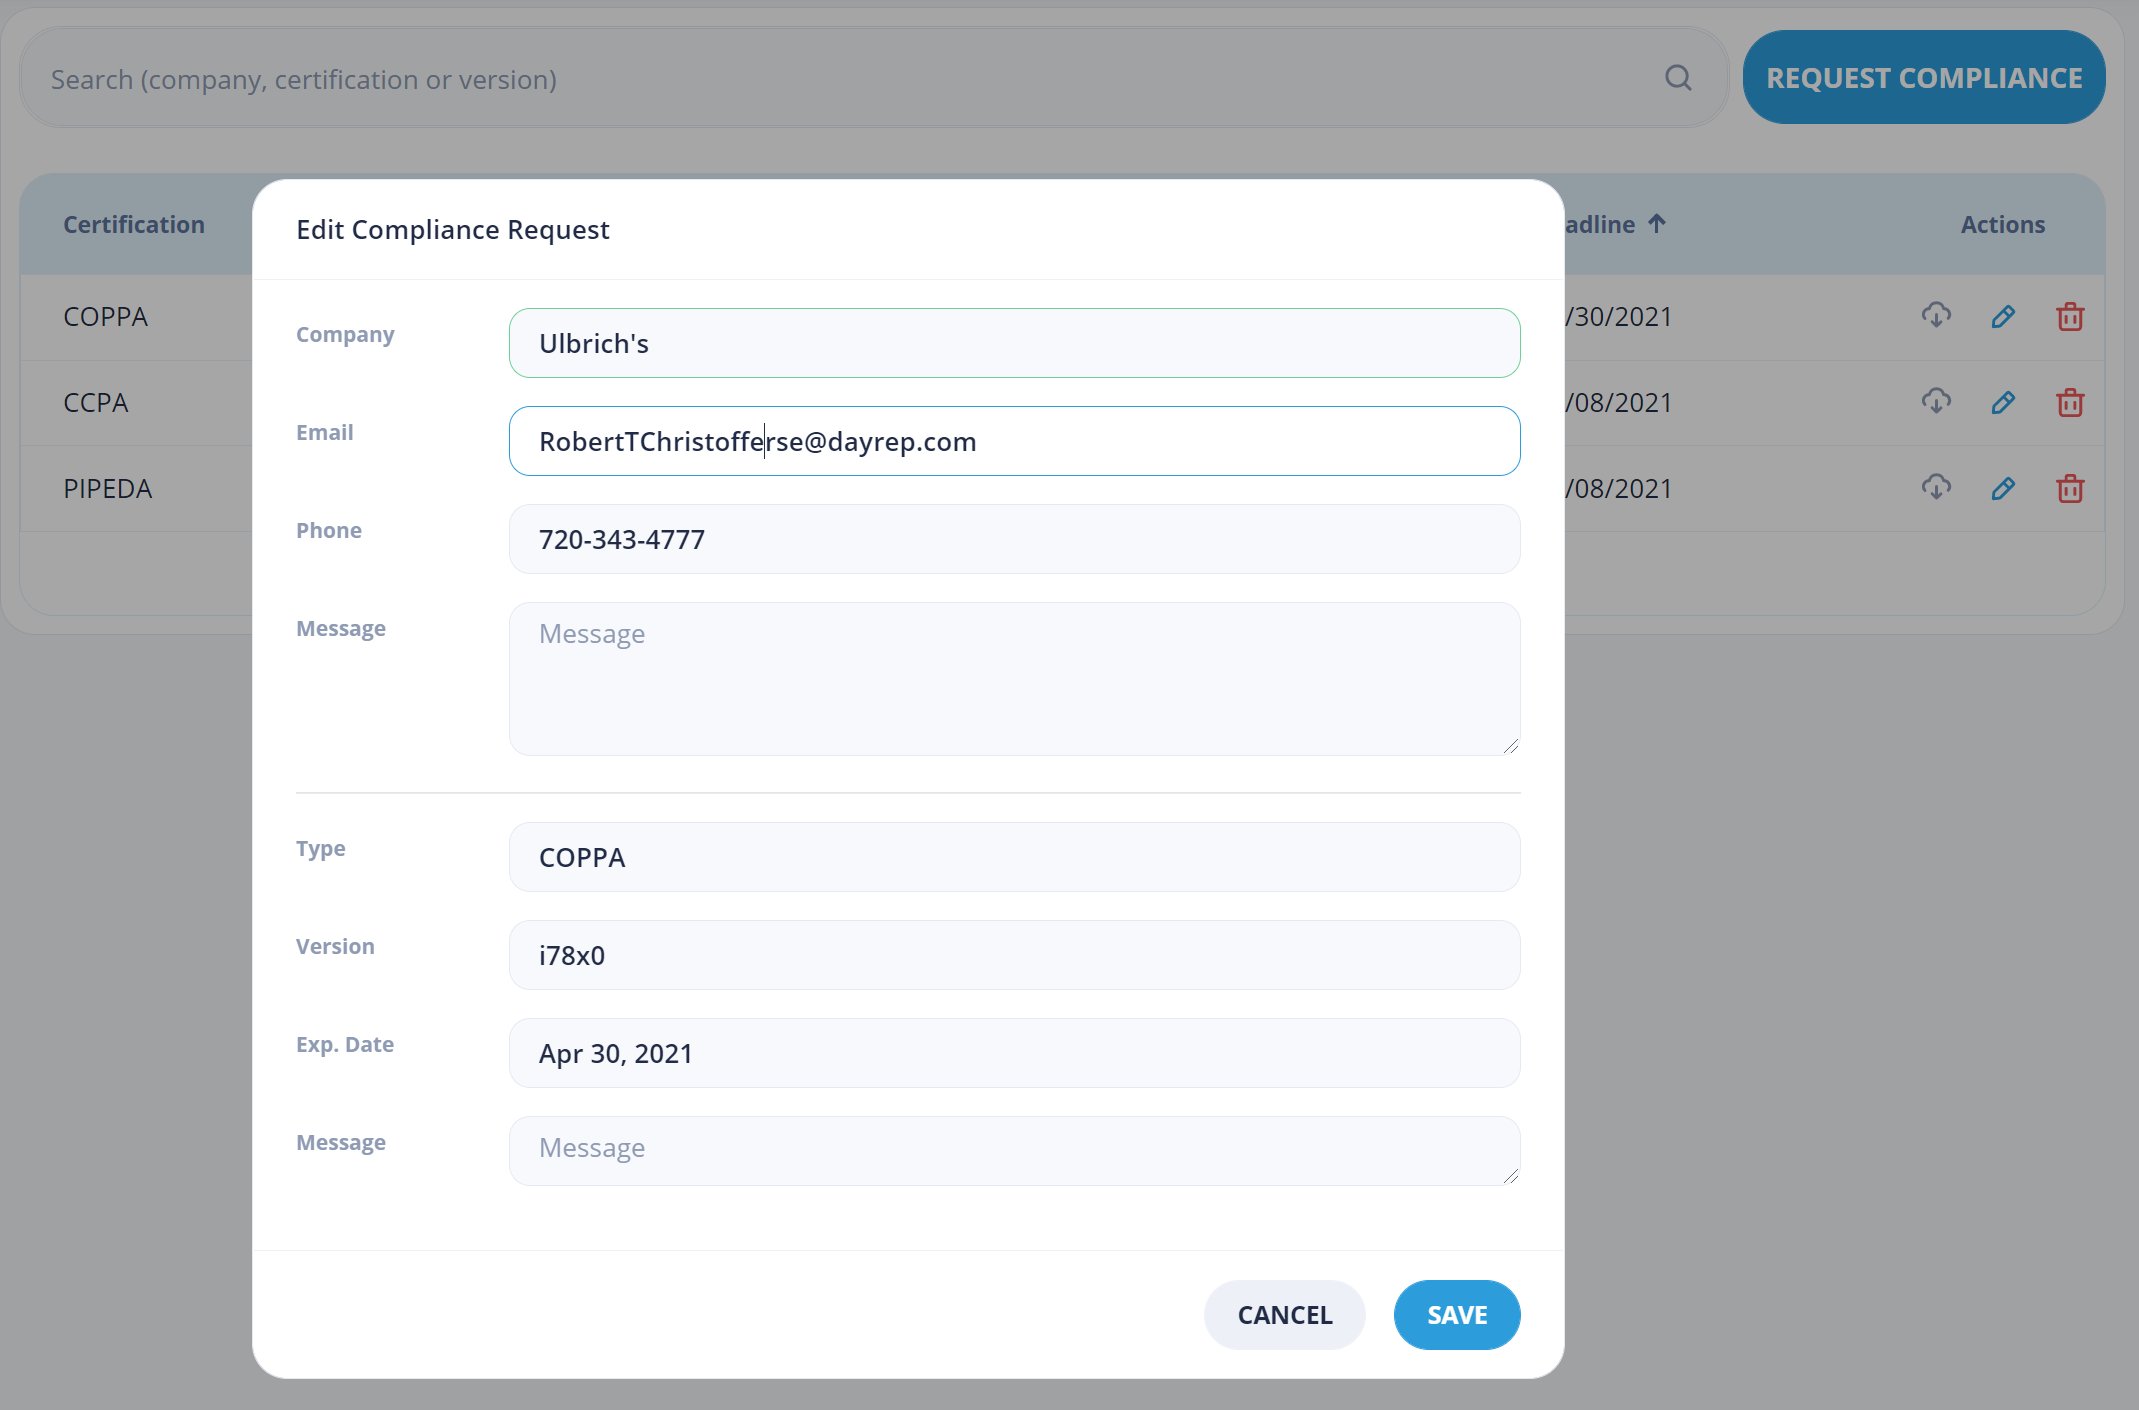 Search (company, certification or version)
REQUEST COMPLIANCE
Certification
adline
Actions
COPPA
/30/2021
CCPA
/08/2021
PIPEDA
/08/2021
Edit Compliance Request
Company
Ulbrich's
Email
RobertTChristofferse@dayrep.com
Phone
720-343-4777
Message
Message
Type
COPPA
Version
i78x0
Exp. Date
Apr 30, 2021
Message
Message
CANCEL
SAVE